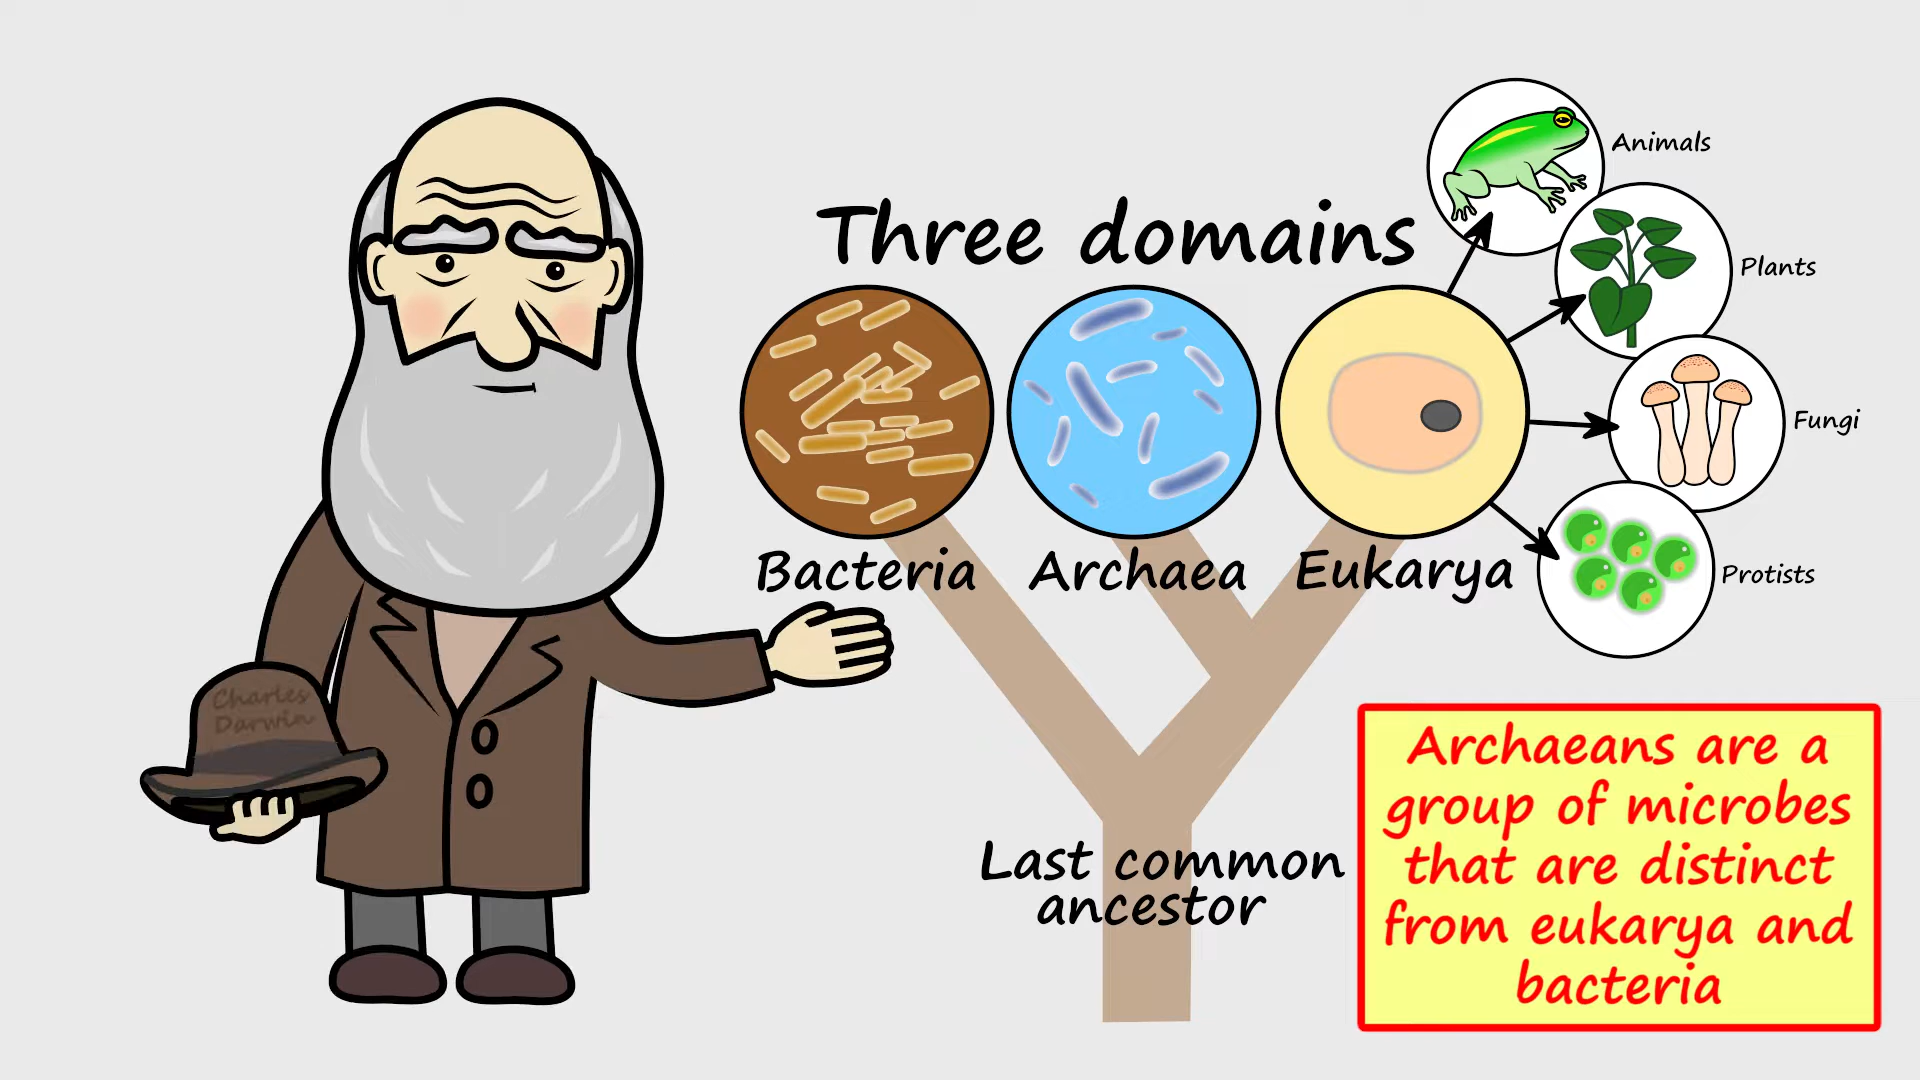 Three domains
Animals
Plants
Fungi
Protists
Bacteria
Archaea
Eukarya
Charles
Darwin
Last common
ancestor
Archaeans are a
group of microbes
that are distinct
from eukarya and
bacteria